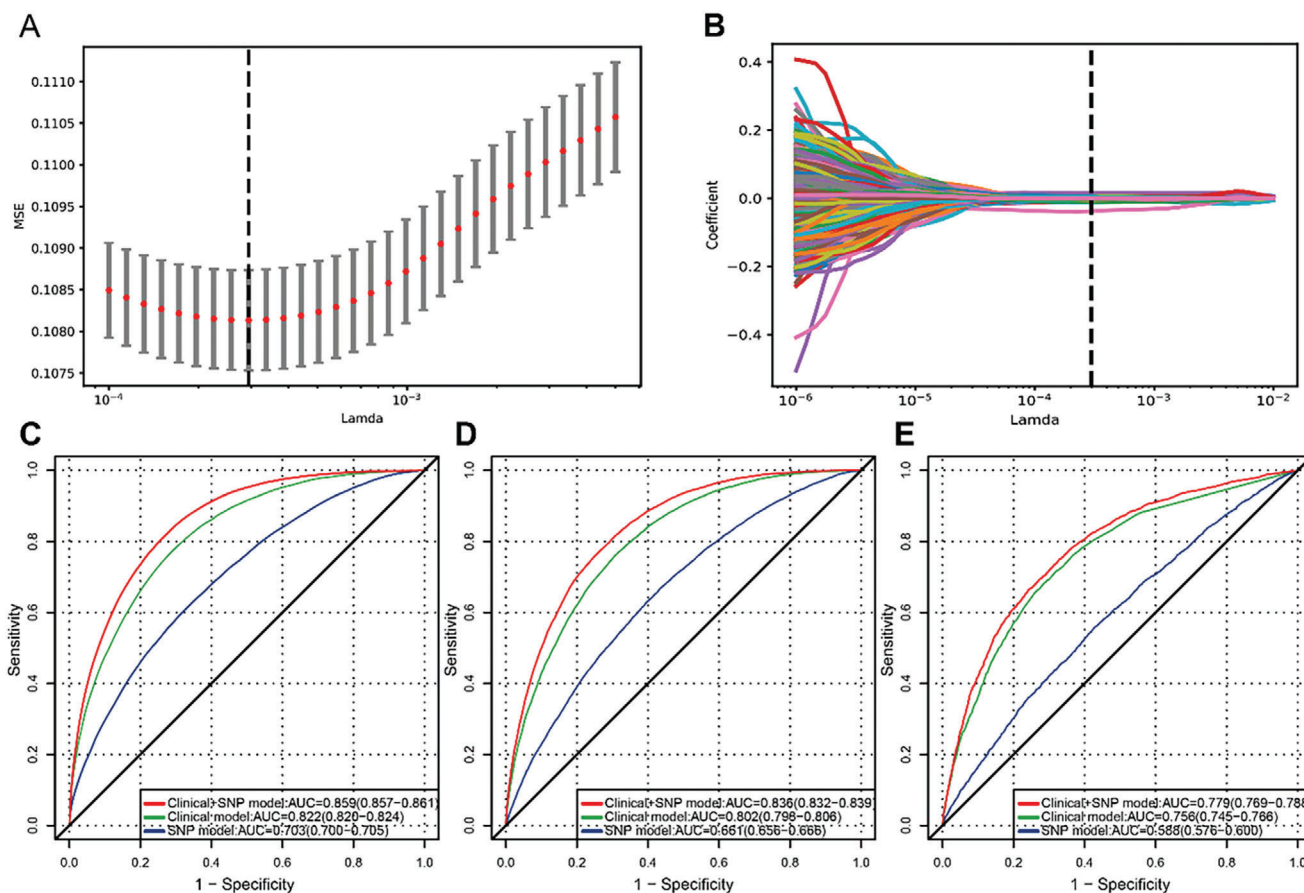 A
0.1110
0.1105
0.1100
0.1095
0.1090
0.1085
0.1080
0.1075
MSE
10⁻⁴
10⁻³
Lamda
B
0.4
0.2
0.0
−0.2
−0.4
Coefficient
10⁻⁶
10⁻⁵
10⁻⁴
10⁻³
10⁻²
Lamda
C
1.0
0.8
0.6
0.4
0.2
0.0
Sensitivity
Clinical+SNP model:AUC=0.859(0.857−0.861)
Clinical model:AUC=0.822(0.820−0.824)
SNP model:AUC=0.703(0.700−0.705)
0.0 0.2 0.4 0.6 0.8 1.0
1 − Specificity
D
1.0
0.8
0.6
0.4
0.2
0.0
Sensitivity
Clinical+SNP model:AUC=0.836(0.832−0.839)
Clinical model:AUC=0.802(0.798−0.806)
SNP model:AUC=0.661(0.656−0.666)
0.0 0.2 0.4 0.6 0.8 1.0
1 − Specificity
E
1.0
0.8
0.6
0.4
0.2
0.0
Sensitivity
Clinical+SNP model:AUC=0.779(0.769−0.788
Clinical model:AUC=0.756(0.745−0.766)
SNP model:AUC=0.588(0.576−0.600)
0.0 0.2 0.4 0.6 0.8 1.0
1 − Specificity